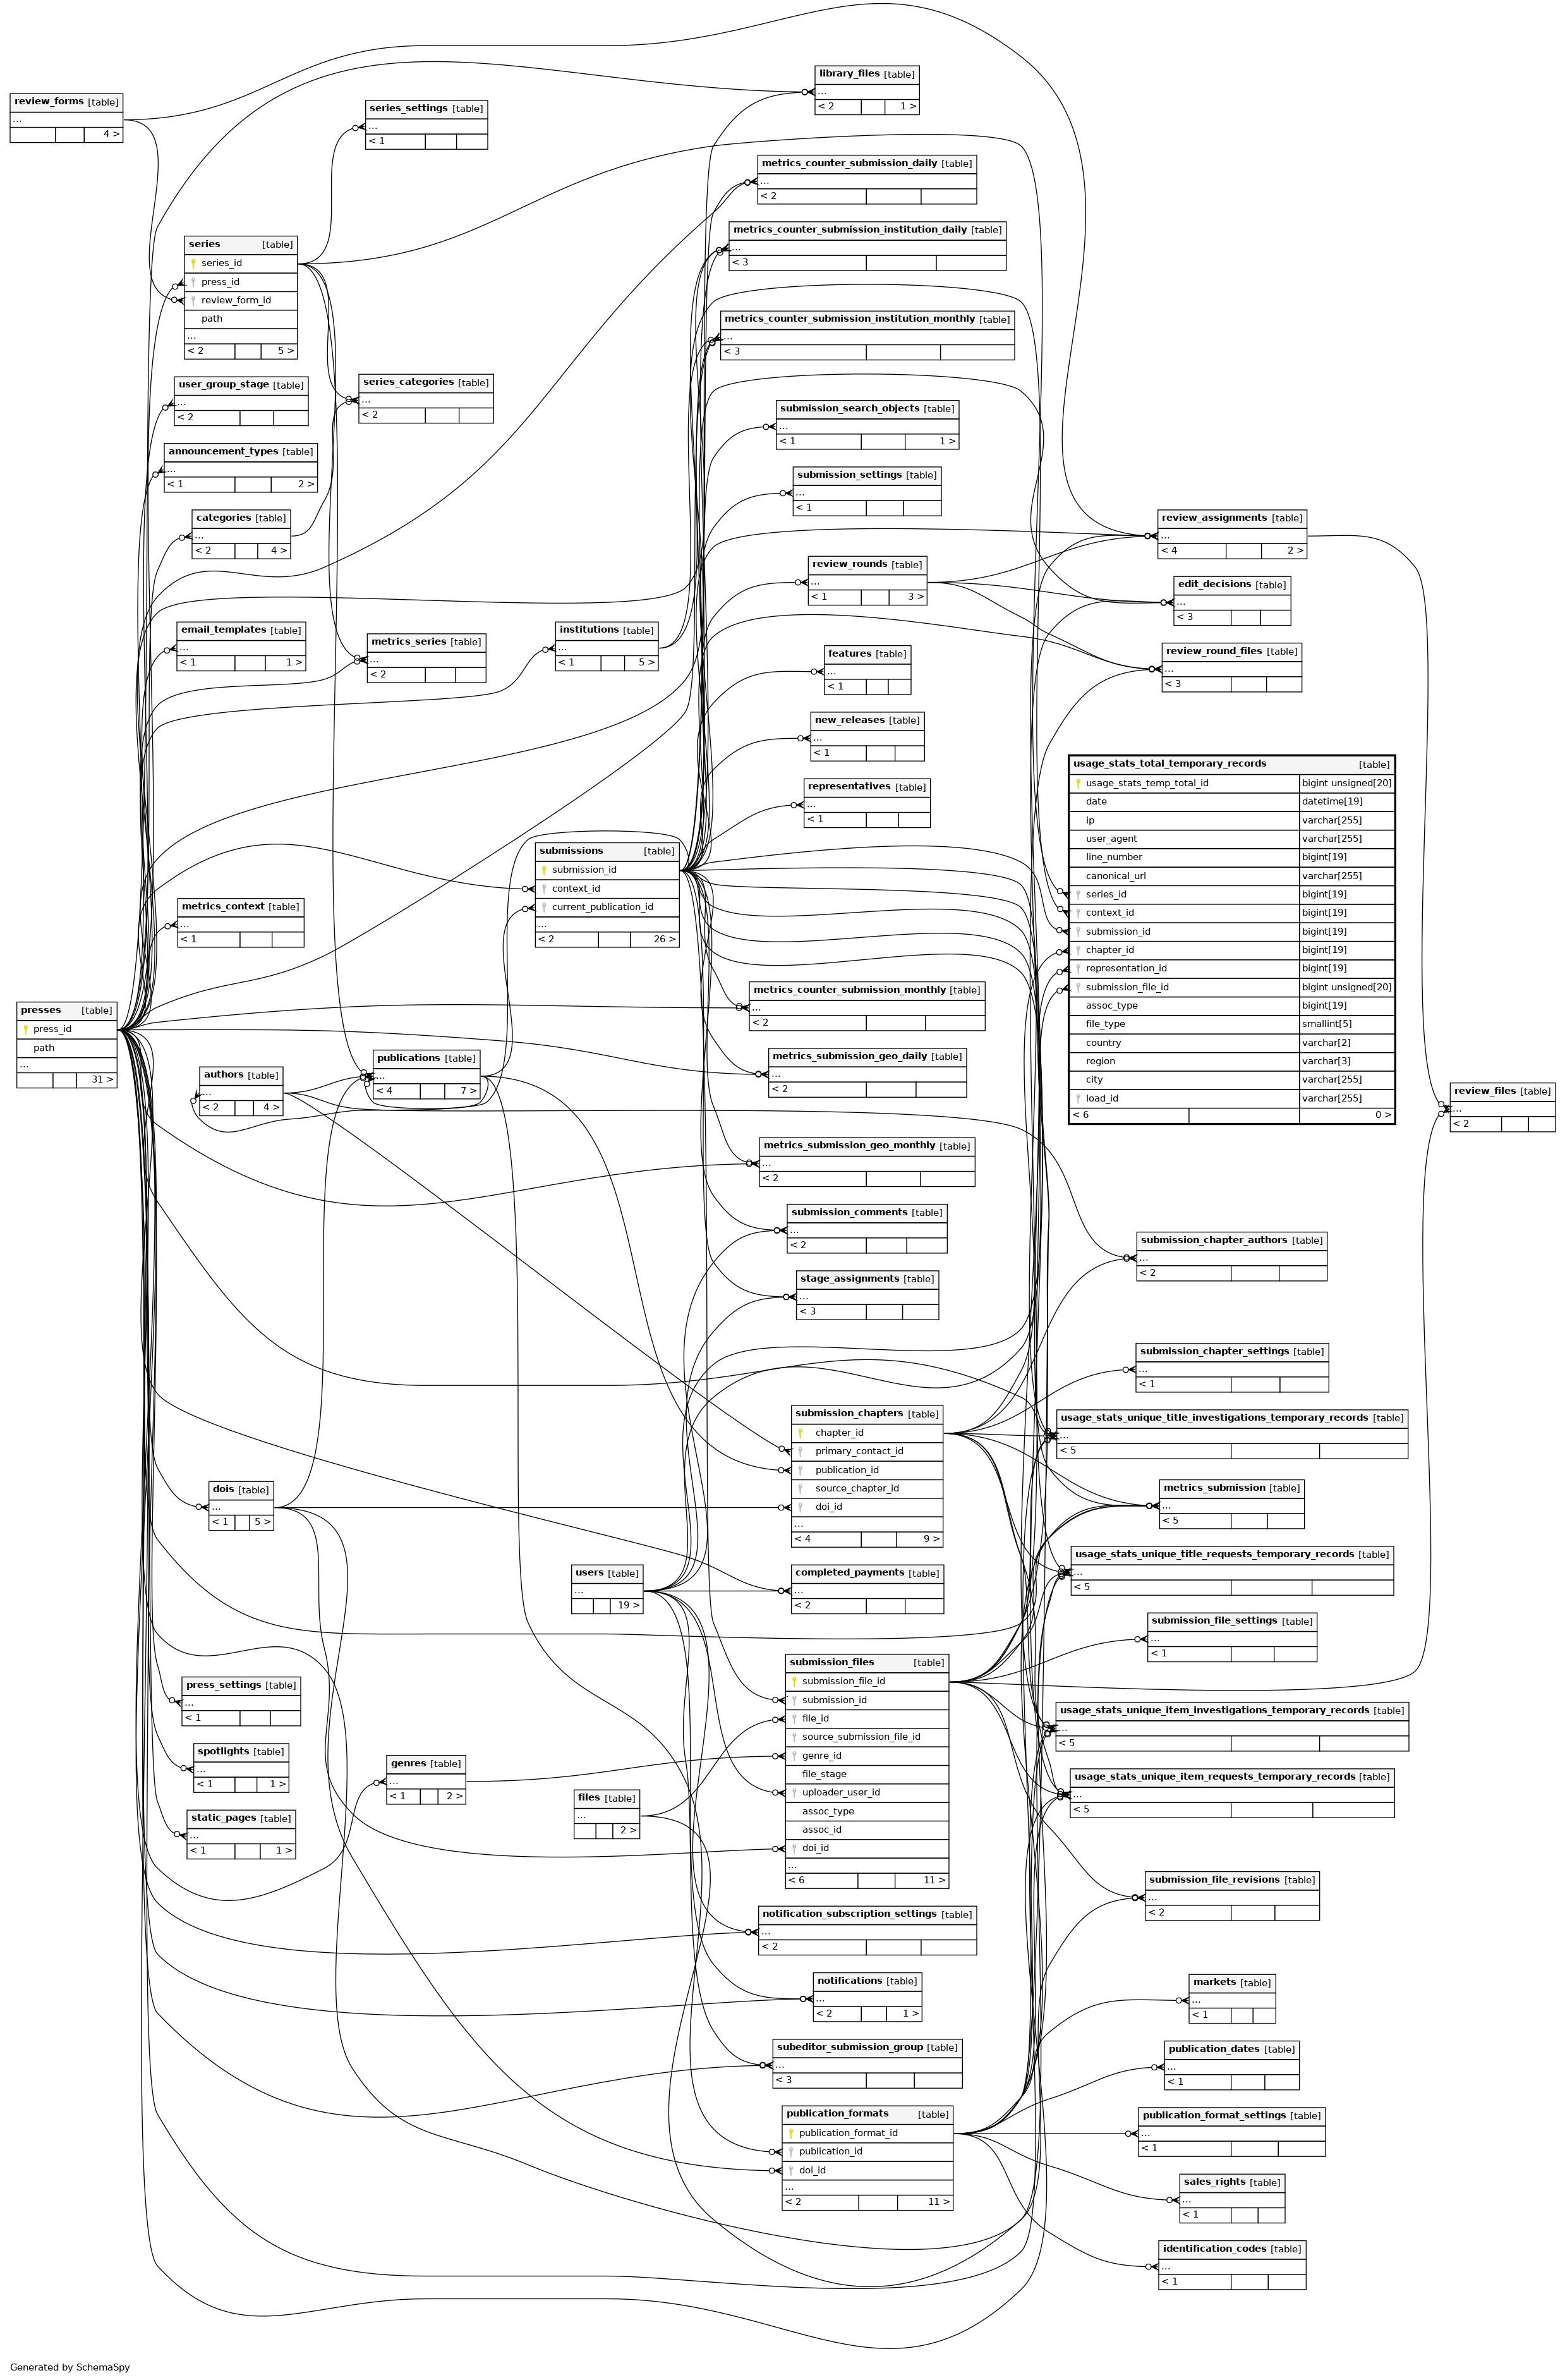 library_files [table]
...
< 2 1 >
review_forms [table]
...
4 >
series_settings [table]
...
< 1
metrics_counter_submission_daily [table]
...
< 2
metrics_counter_submission_institution_daily [table]
...
< 3
series [table]
series_id
press_id
review_form_id
path
...
< 2 5 >
metrics_counter_submission_institution_monthly [table]
...
< 3
user_group_stage [table]
...
< 2
series_categories [table]
...
< 2
submission_search_objects [table]
...
< 1 1 >
announcement_types [table]
...
< 1 2 >
submission_settings [table]
...
< 1
categories [table]
...
< 2 4 >
review_assignments [table]
...
< 4 2 >
review_rounds [table]
...
< 1 3 >
edit_decisions [table]
...
< 3
email_templates [table]
...
< 1 1 >
metrics_series [table]
...
< 2
institutions [table]
...
< 1 5 >
features [table]
...
< 1
review_round_files [table]
...
< 3
new_releases [table]
...
< 1
representatives [table]
...
< 1
usage_stats_total_temporary_records [table]
usage_stats_temp_total_id bigint unsigned[20]
date datetime[19]
ip varchar[255]
user_agent varchar[255]
line_number bigint[19]
canonical_url varchar[255]
series_id bigint[19]
context_id bigint[19]
submission_id bigint[19]
chapter_id bigint[19]
representation_id bigint[19]
submission_file_id bigint unsigned[20]
assoc_type bigint[19]
file_type smallint[5]
country varchar[2]
region varchar[3]
city varchar[255]
load_id varchar[255]
< 6 0 >
submissions [table]
submission_id
context_id
current_publication_id
...
< 2 26 >
metrics_context [table]
...
< 1
metrics_counter_submission_monthly [table]
...
< 2
presses [table]
press_id
path
...
31 >
publications [table]
...
< 4 7 >
metrics_submission_geo_daily [table]
...
< 2
authors [table]
...
< 2 4 >
review_files [table]
...
< 2
metrics_submission_geo_monthly [table]
...
< 2
submission_comments [table]
...
< 2
submission_chapter_authors [table]
...
< 2
stage_assignments [table]
...
< 3
submission_chapter_settings [table]
...
< 1
submission_chapters [table]
chapter_id
primary_contact_id
publication_id
source_chapter_id
doi_id
...
< 4 9 >
usage_stats_unique_title_investigations_temporary_records [table]
...
< 5
dois [table]
...
< 1 5 >
metrics_submission [table]
...
< 5
users [table]
...
19 >
completed_payments [table]
...
< 2
usage_stats_unique_title_requests_temporary_records [table]
...
< 5
submission_file_settings [table]
...
< 1
submission_files [table]
submission_file_id
submission_id
file_id
source_submission_file_id
genre_id
file_stage
uploader_user_id
assoc_type
assoc_id
doi_id
...
< 6 11 >
press_settings [table]
...
< 1
usage_stats_unique_item_investigations_temporary_records [table]
...
< 5
spotlights [table]
...
< 1 1 >
genres [table]
...
< 1 2 >
usage_stats_unique_item_requests_temporary_records [table]
...
< 5
files [table]
...
2 >
static_pages [table]
...
< 1 1 >
submission_file_revisions [table]
...
< 2
notification_subscription_settings [table]
...
< 2
notifications [table]
...
< 2 1 >
markets [table]
...
< 1
subeditor_submission_group [table]
...
< 3
publication_dates [table]
...
< 1
publication_formats [table]
publication_format_id
publication_id
doi_id
...
< 2 11 >
publication_format_settings [table]
...
< 1
sales_rights [table]
...
< 1
identification_codes [table]
...
< 1
Generated by SchemaSpy